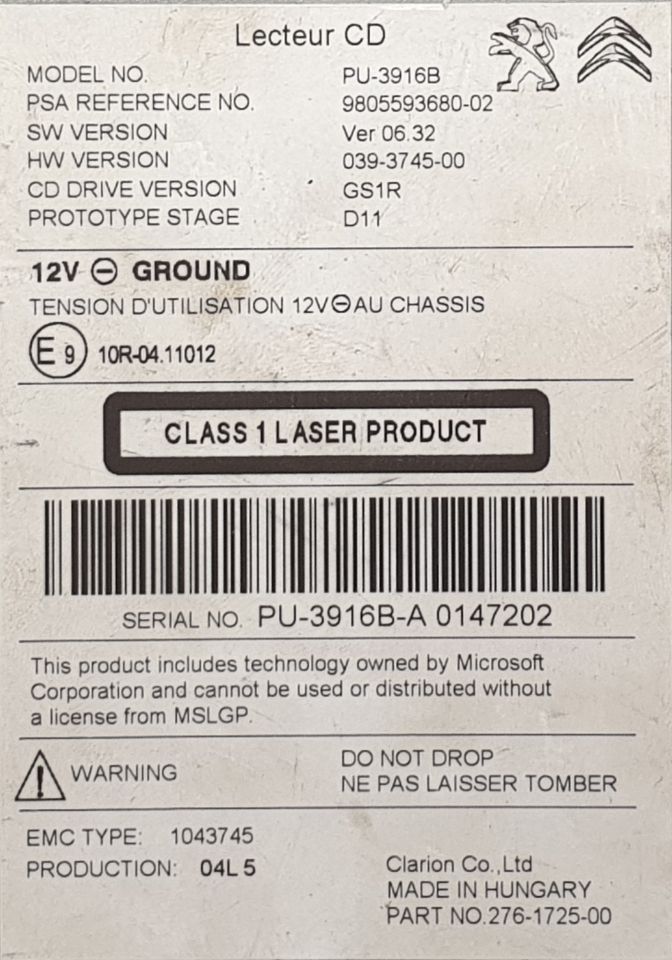 Lecteur CD
MODEL NO. PU-3916B
PSA REFERENCE NO. 9805593680-02
SW VERSION Ver 06.32
HW VERSION 039-3745-00
CD DRIVE VERSION GS1R
PROTOTYPE STAGE D11
12V ⊖ GROUND
TENSION D'UTILISATION 12V⊖AU CHASSIS
E 9 10R-04.11012
CLASS 1 LASER PRODUCT
SERIAL NO. PU-3916B-A 0147202
This product includes technology owned by Microsoft
Corporation and cannot be used or distributed without
a license from MSLGP.
WARNING
DO NOT DROP
NE PAS LAISSER TOMBER
EMC TYPE: 1043745
PRODUCTION: 04L 5
Clarion Co.,Ltd
MADE IN HUNGARY
PART NO.276-1725-00